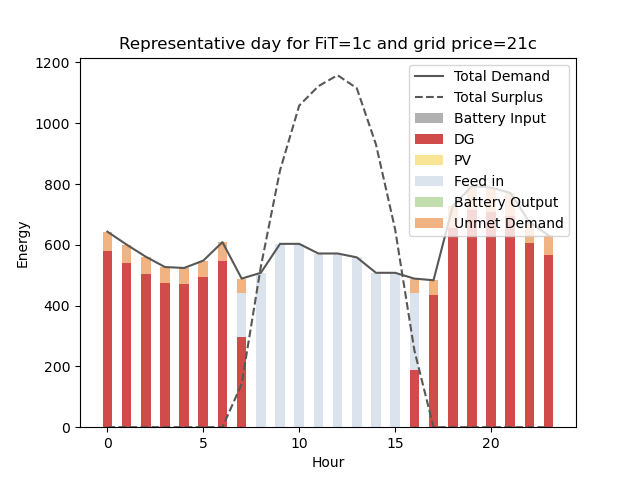 Representative day for FiT=1c and grid price=21c
1200
1000
800
600
400
200
0
Energy
0
5
10
15
20
Hour
Total Demand
Total Surplus
Battery Input
DG
PV
Feed in
Battery Output
Unmet Demand